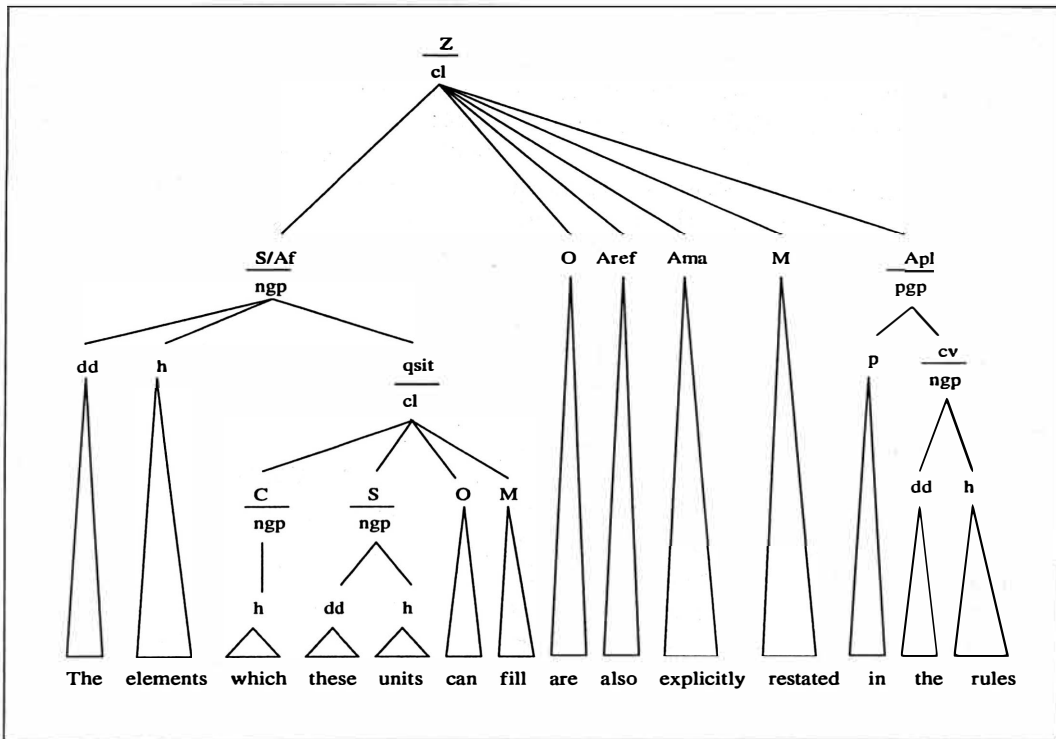 Z
cl
S/Af O Aref Ama M Apl
ngp pgp
dd h qsit p cv
cl ngp
C S O M dd h
ngp ngp
h dd h
The elements which these units can fill are also explicitly restated in the rules